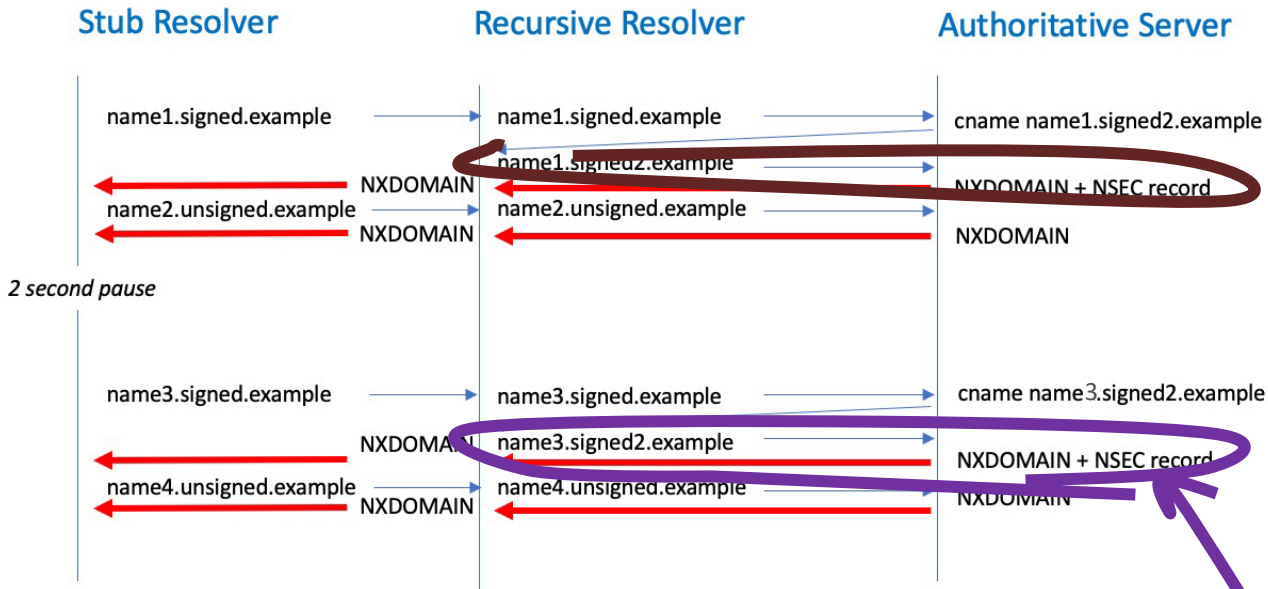 Stub Resolver Recursive Resolver Authoritative Server
name1.signed.example name1.signed.example cname name1.signed2.example
name1.signed2.example
NXDOMAIN NXDOMAIN + NSEC record
name2.unsigned.example name2.unsigned.example
NXDOMAIN NXDOMAIN
2 second pause
name3.signed.example name3.signed.example cname name3.signed2.example
NXDOMAIN name3.signed2.example
NXDOMAIN + NSEC record
name4.unsigned.example name4.unsigned.example NXDOMAIN
NXDOMAIN